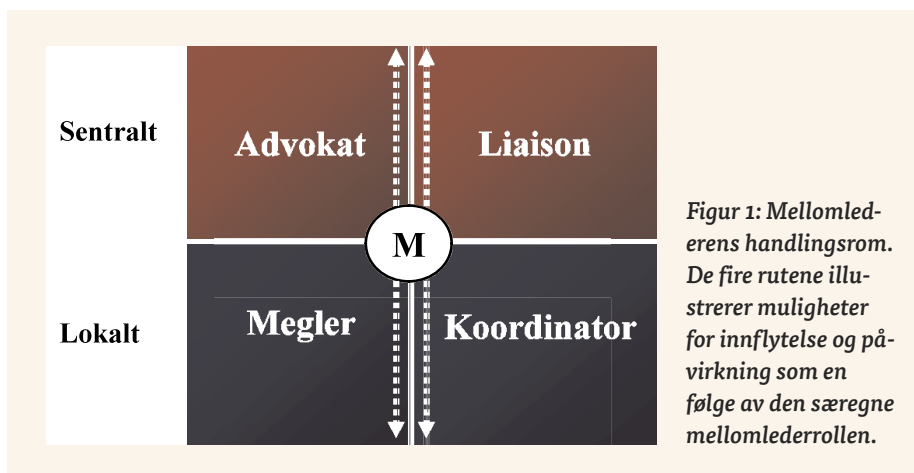 Sentralt
Advokat
Liaison
M
Lokalt
Megler
Koordinator
Figur 1: Mellomled-
erens handlingsrom.
De fire rutene illu-
strerer muligheter
for innflytelse og på-
virkning som en
følge av den særegne
mellomlederrollen.